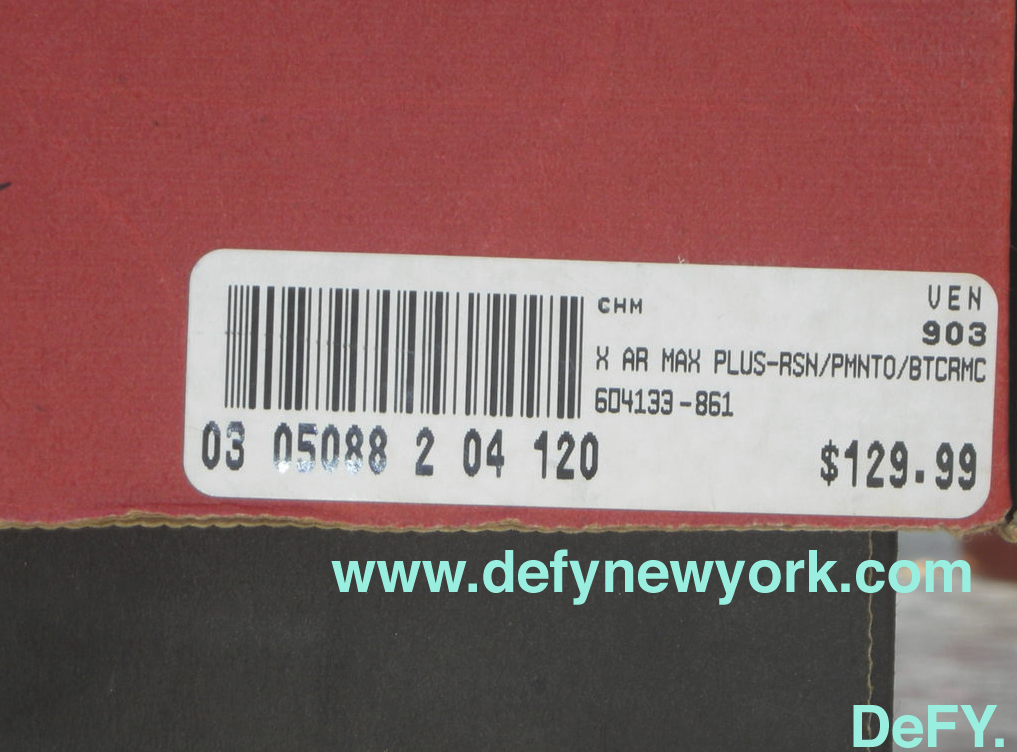 CHM
VEN
903
X AR MAX PLUS-RSN/PMNTO/BTCRMC
604133-861
03 05088 2 04 120
$129.99
www.defynewyork.com
DeFY.